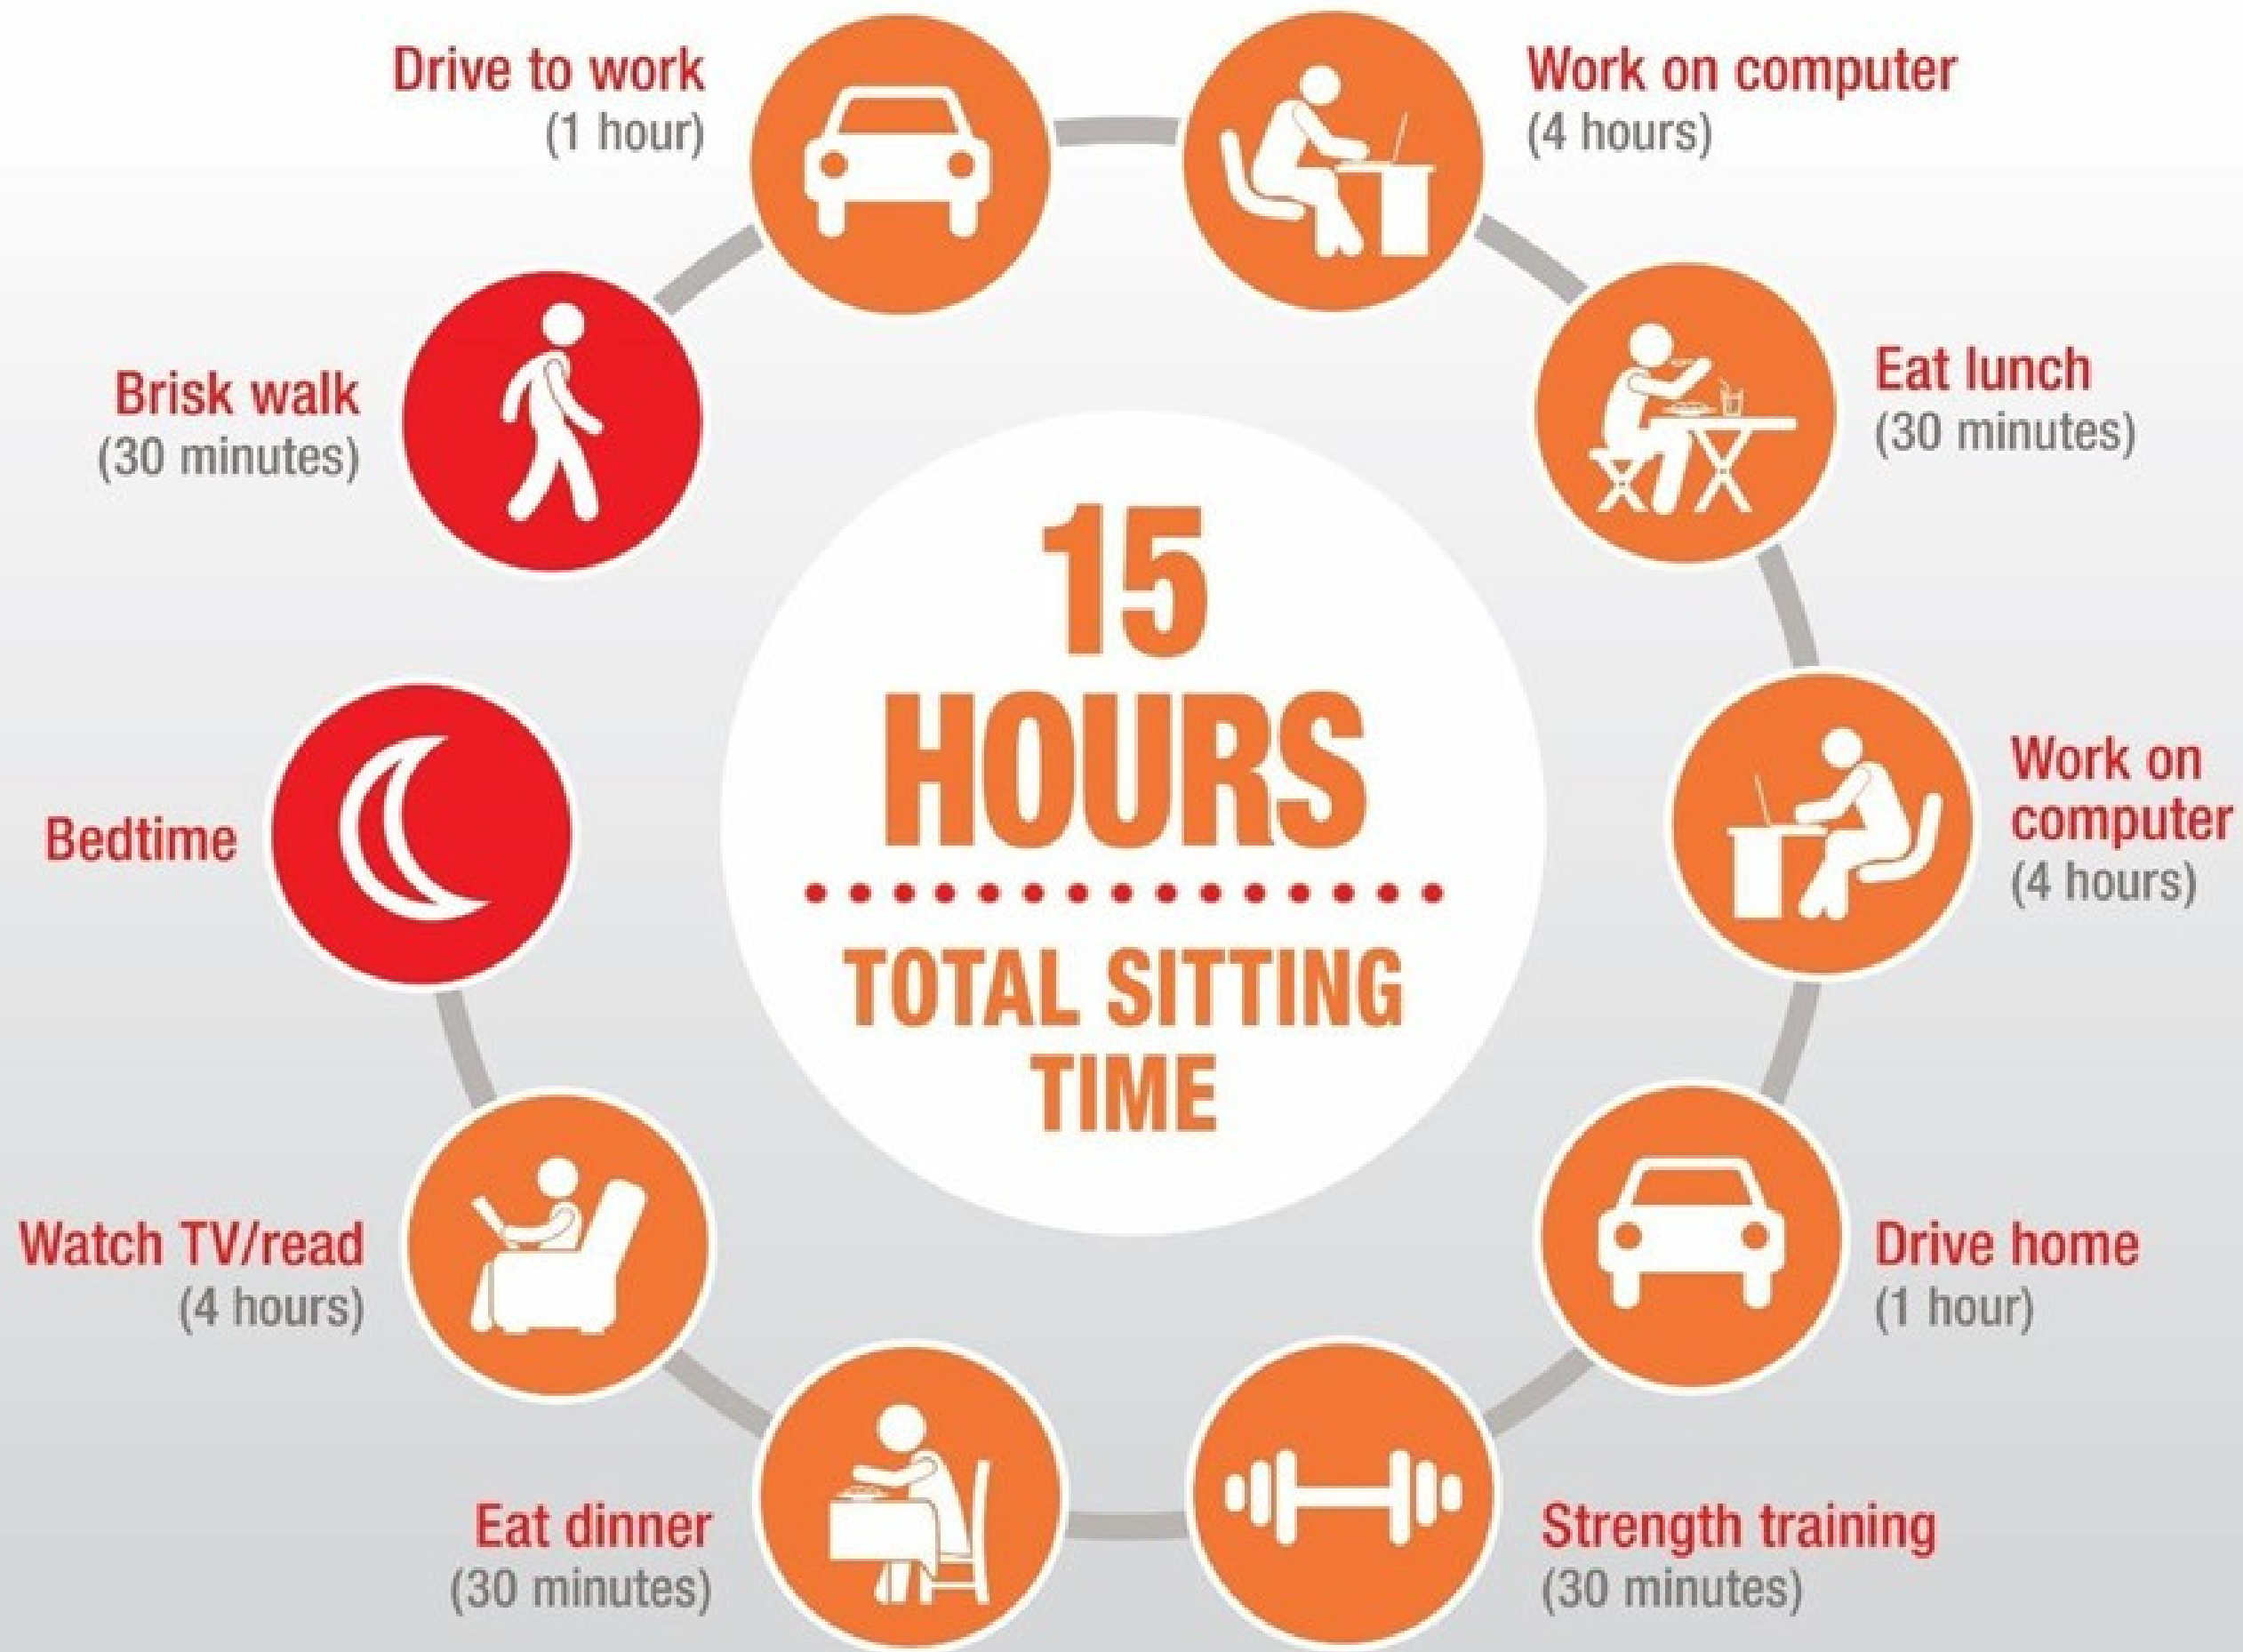 Drive to work
(1 hour)
Work on computer
(4 hours)
Eat lunch
(30 minutes)
Work on
computer
(4 hours)
Drive home
(1 hour)
Strength training
(30 minutes)
Eat dinner
(30 minutes)
Watch TV/read
(4 hours)
Bedtime
Brisk walk
(30 minutes)
15
HOURS
TOTAL SITTING
TIME